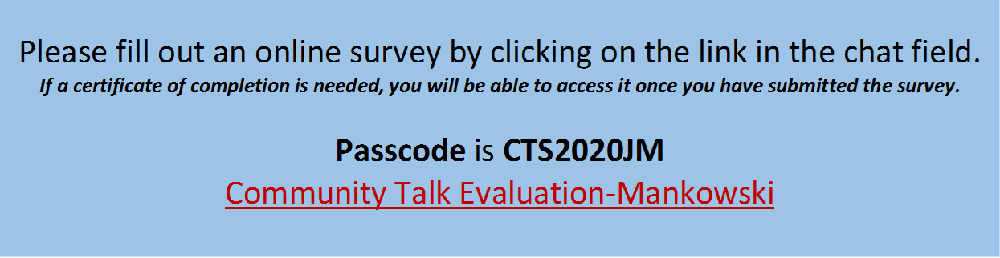 Please fill out an online survey by clicking on the link in the chat field.
If a certificate of completion is needed, you will be able to access it once you have submitted the survey.
Passcode is CTS2020JM
Community Talk Evaluation-Mankowski